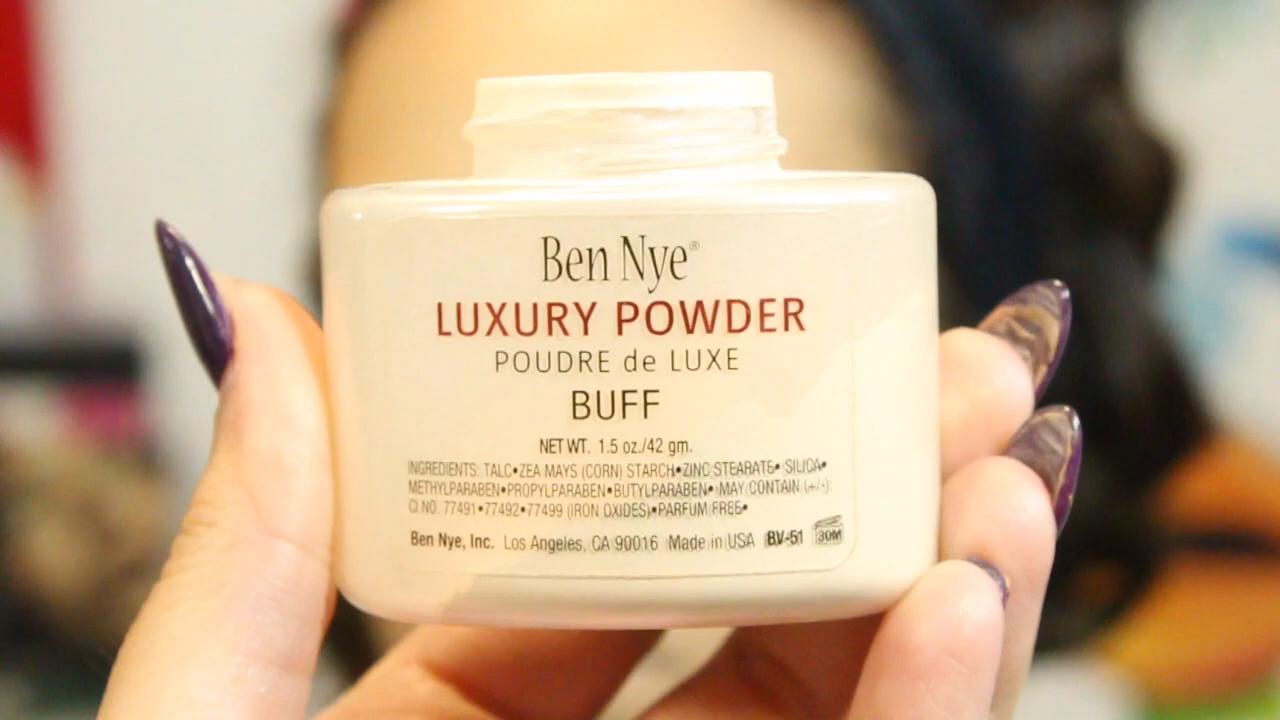 Ben Nye®
LUXURY POWDER
POUDRE de LUXE
BUFF
NET WT. 1.5 oz./42 gm.
INGREDIENTS: TALC•ZEA MAYS (CORN) STARCH•ZINC STEARATE• SILICA•
METHYLPARABEN•PROPYLPARABEN•BUTYLPARABEN• MAY CONTAIN (+/-):
CI NO. 77491•77492•77499 (IRON OXIDES)•PARFUM FREE•
Ben Nye, Inc. Los Angeles, CA 90016 Made in USA BV-51 30M